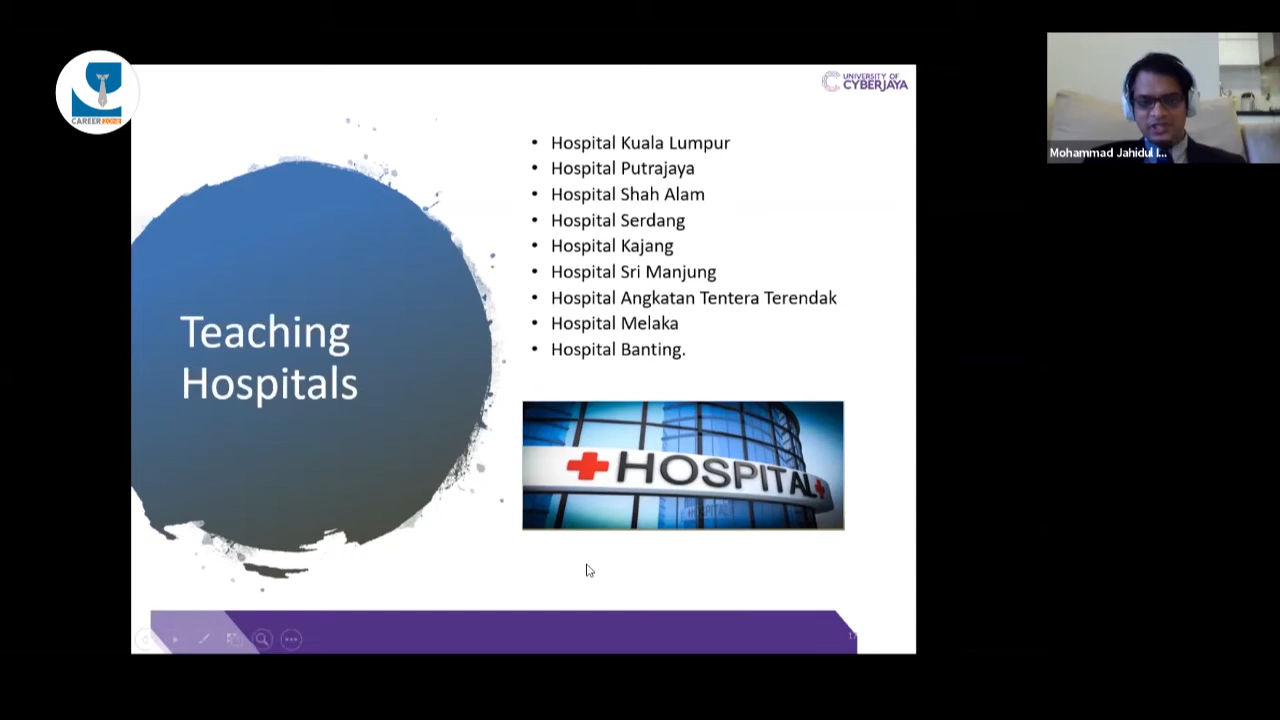 UNIVERSITY OF
CYBERJAYA
CAREER
Mohammad Jahidul I...
Teaching
Hospitals
• Hospital Kuala Lumpur
• Hospital Putrajaya
• Hospital Shah Alam
• Hospital Serdang
• Hospital Kajang
• Hospital Sri Manjung
• Hospital Angkatan Tentera Terendak
• Hospital Melaka
• Hospital Banting.
HOSPITAL